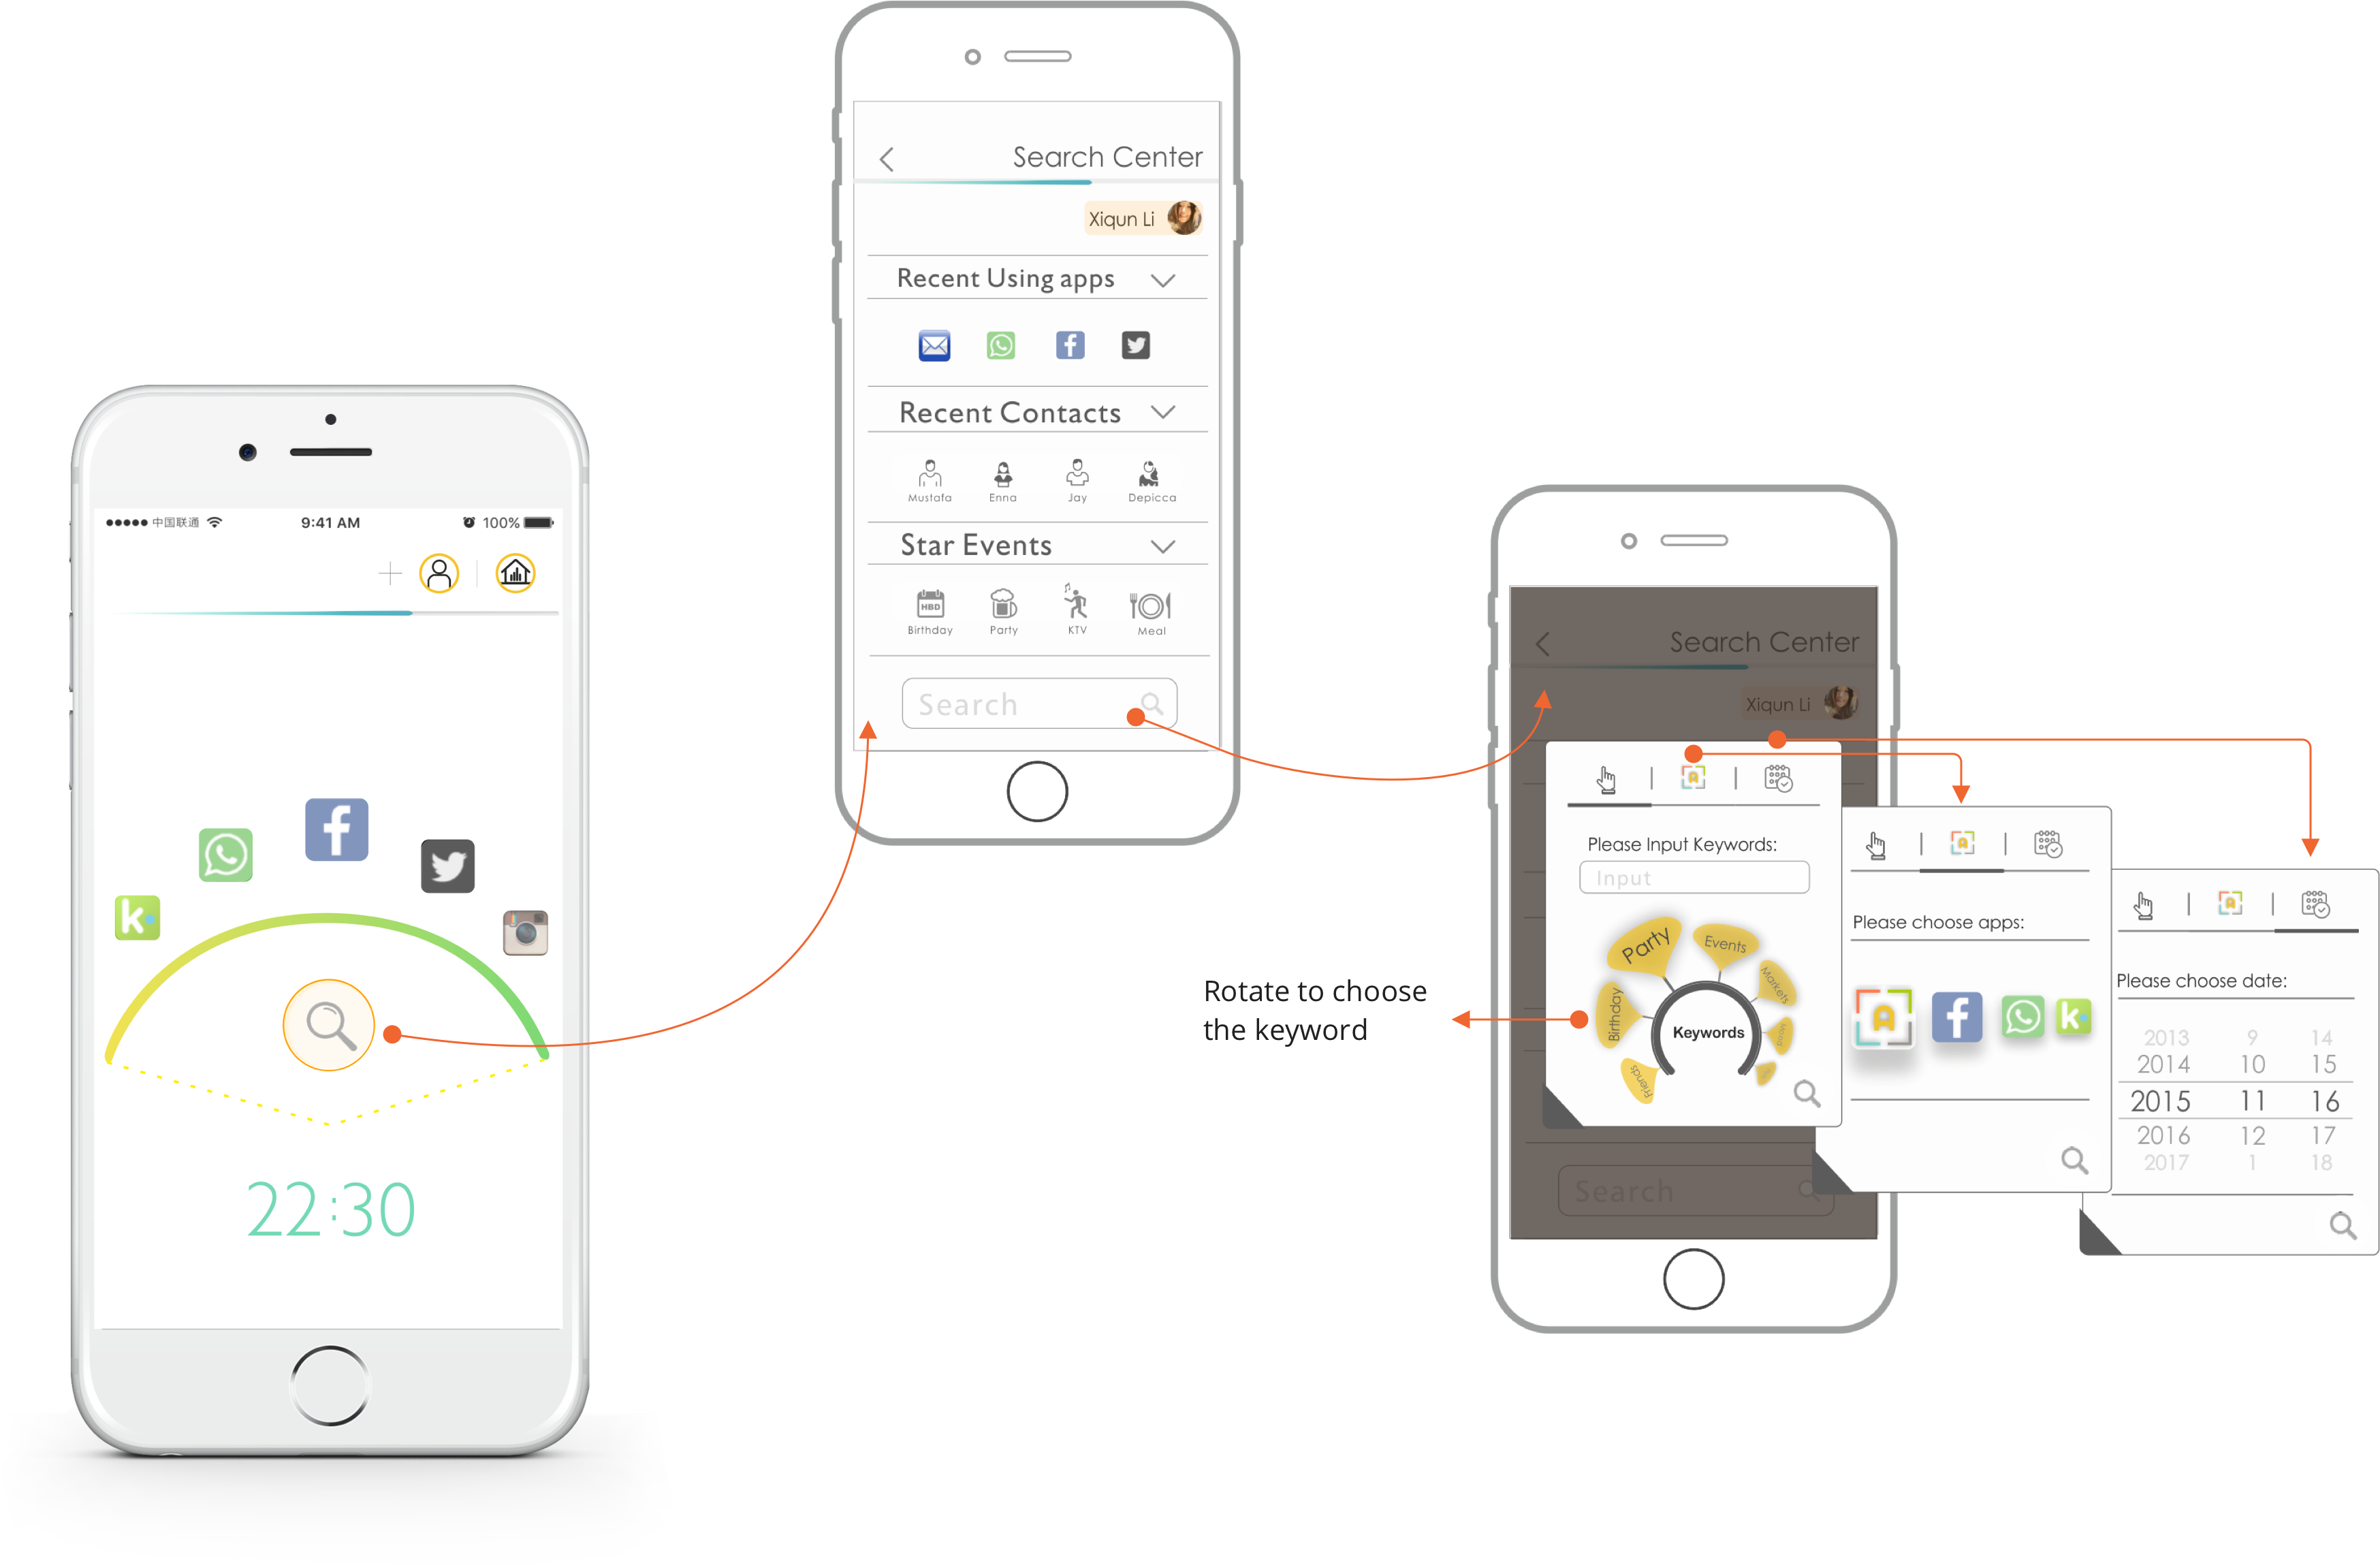 中国联通
9:41 AM
100%
22:30
Search Center
Xiqun Li
Recent Using apps
Recent Contacts
Mustafa
Enna
Jay
Depicca
Star Events
HBD
Birthday
Party
KTV
Meal
Search
Rotate to choose
the keyword
Search Center
Xiqun Li
Please Input Keywords:
Input
Friends
Birthday
Party
Events
Markets
Keywords
Search
Please choose apps:
A
Please choose date:
2013 9 14
2014 10 15
2015 11 16
2016 12 17
2017 1 18